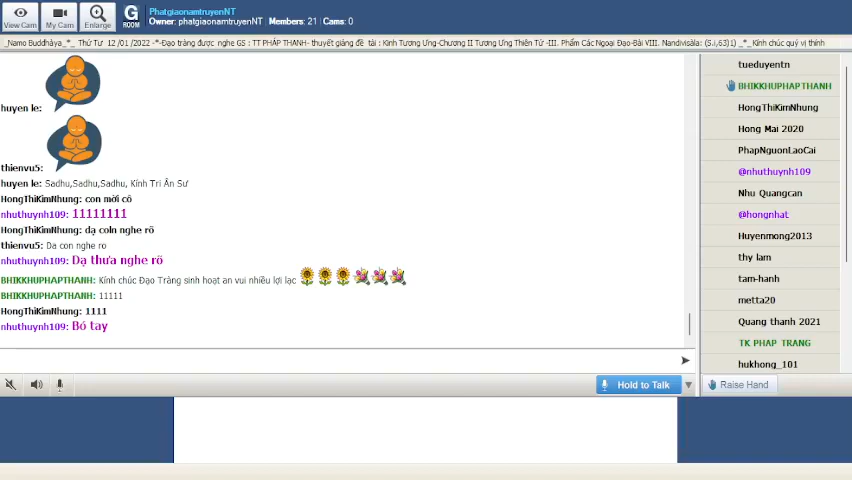 View Cam
My Cam
Enlarge
G ROOM
PhatgiaonamtruyenNT
Owner: phatgiaonamtruyenNT | Members: 21 | Cams: 0
_Namo Buddhàya_*_ Thứ Tư 12 /01 /2022 -*-Đạo tràng được nghe GS : TT PHÁP THANH- thuyết giảng đề tài : Kinh Tương Ưng-Chương II Tương Ưng Thiên Tử -III. Phẩm Các Ngoại Đạo-Bài VIII. Nandivisàla: (S.i,63)1) _*_Kính chúc quý vị thính
huyen le:
thienvu5:
huyen le: Sadhu,Sadhu,Sadhu, Kính Tri Ân Sư
HongThiKimNhung: con mời cô
nhuthuynh109: 11111111
HongThiKimNhung: dạ coln nghe rõ
thienvu5: Da con nghe ro
nhuthuynh109: Dạ thưa nghe rõ
BHIKKHUPHAPTHANH: Kính chúc Đạo Tràng sinh hoạt an vui nhiều lợi lạc
BHIKKHUPHAPTHANH: 11111
HongThiKimNhung: 1111
nhuthuynh109: Bó tay
Hold to Talk
tueduyentn
BHIKKHUPHAPTHANH
HongThiKimNhung
Hong Mai 2020
PhapNguonLaoCai
@nhuthuynh109
Nhu Quangcan
@hongnhat
Huyenmong2013
thy lam
tam-hanh
metta20
Quang thanh 2021
TK PHAP TRANG
hukhong_101
Raise Hand